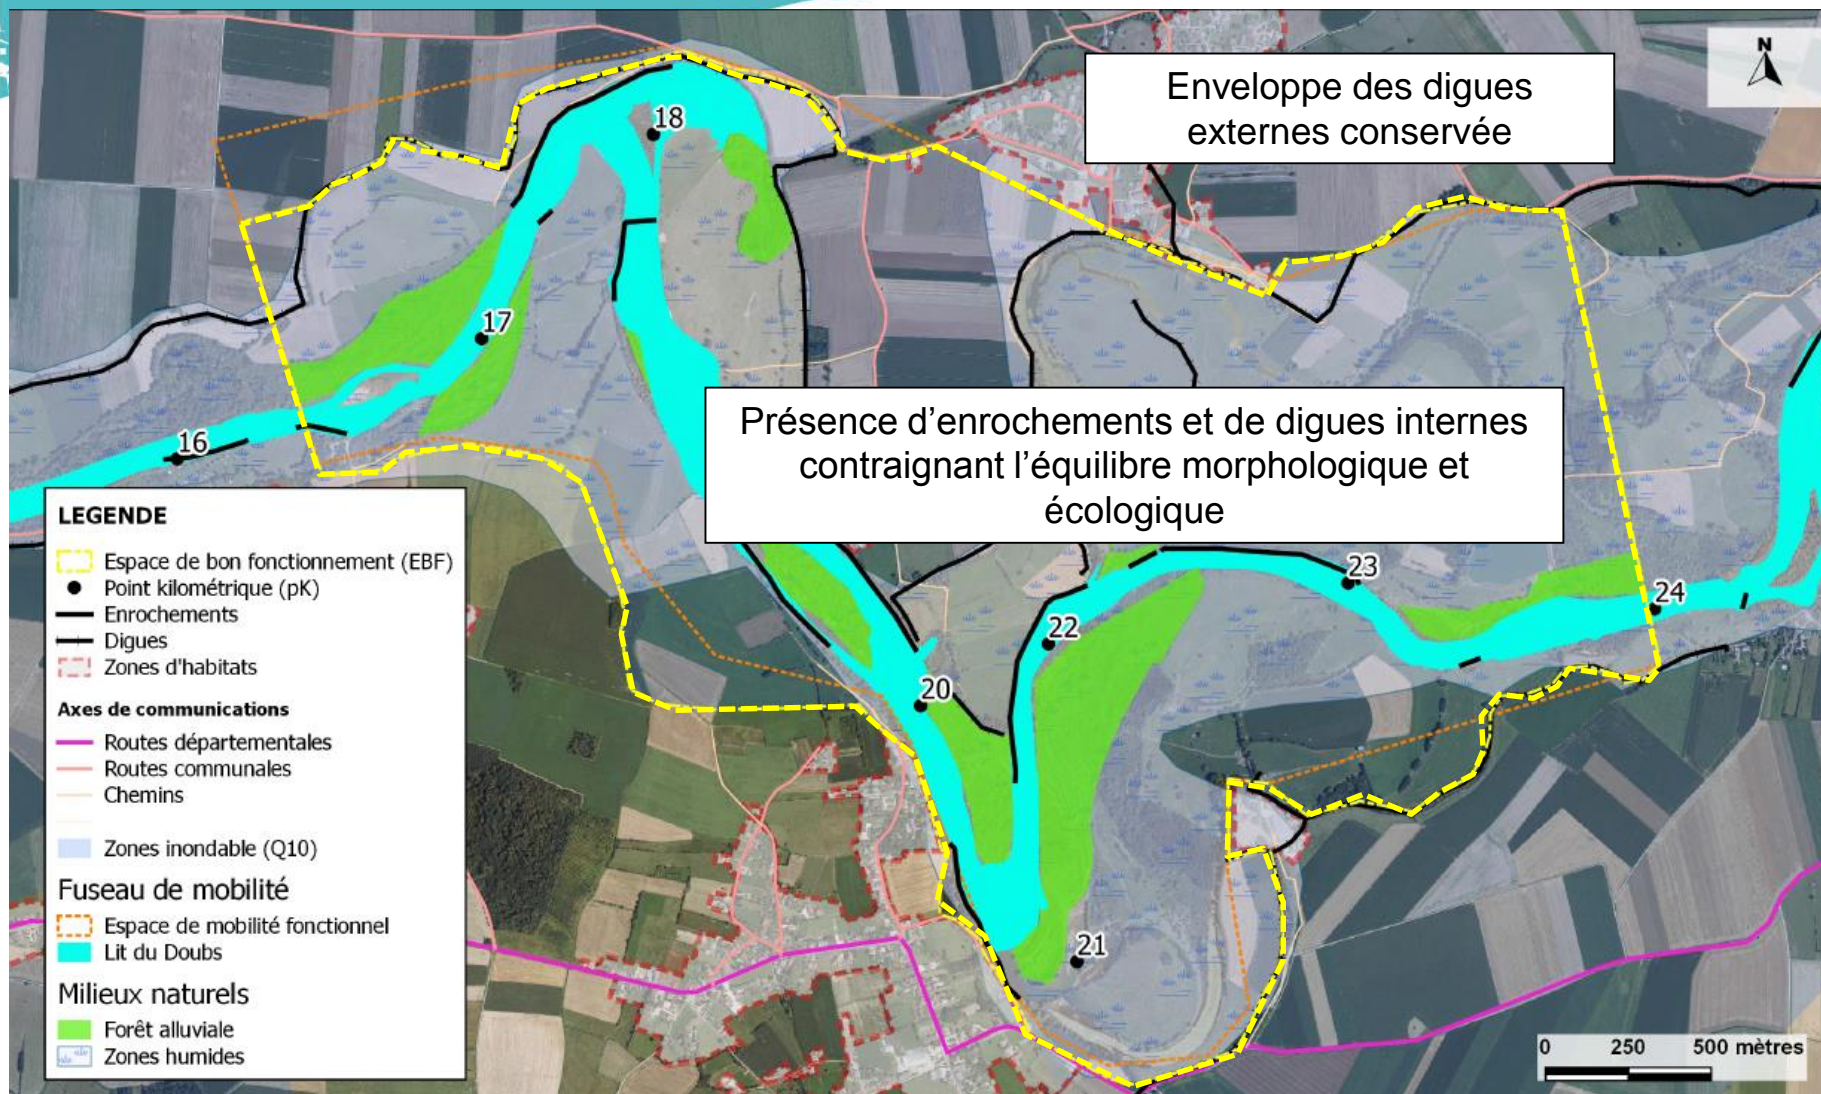 N
Enveloppe des digues
externes conservée
18
17
16
Présence d’enrochements et de digues internes
contraignant l’équilibre morphologique et
écologique
23
24
22
20
21
LEGENDE
Espace de bon fonctionnement (EBF)
Point kilométrique (pK)
Enrochements
Digues
Zones d'habitats
Axes de communications
Routes départementales
Routes communales
Chemins
Zones inondable (Q10)
Fuseau de mobilité
Espace de mobilité fonctionnel
Lit du Doubs
Milieux naturels
Forêt alluviale
Zones humides
0 250 500 mètres